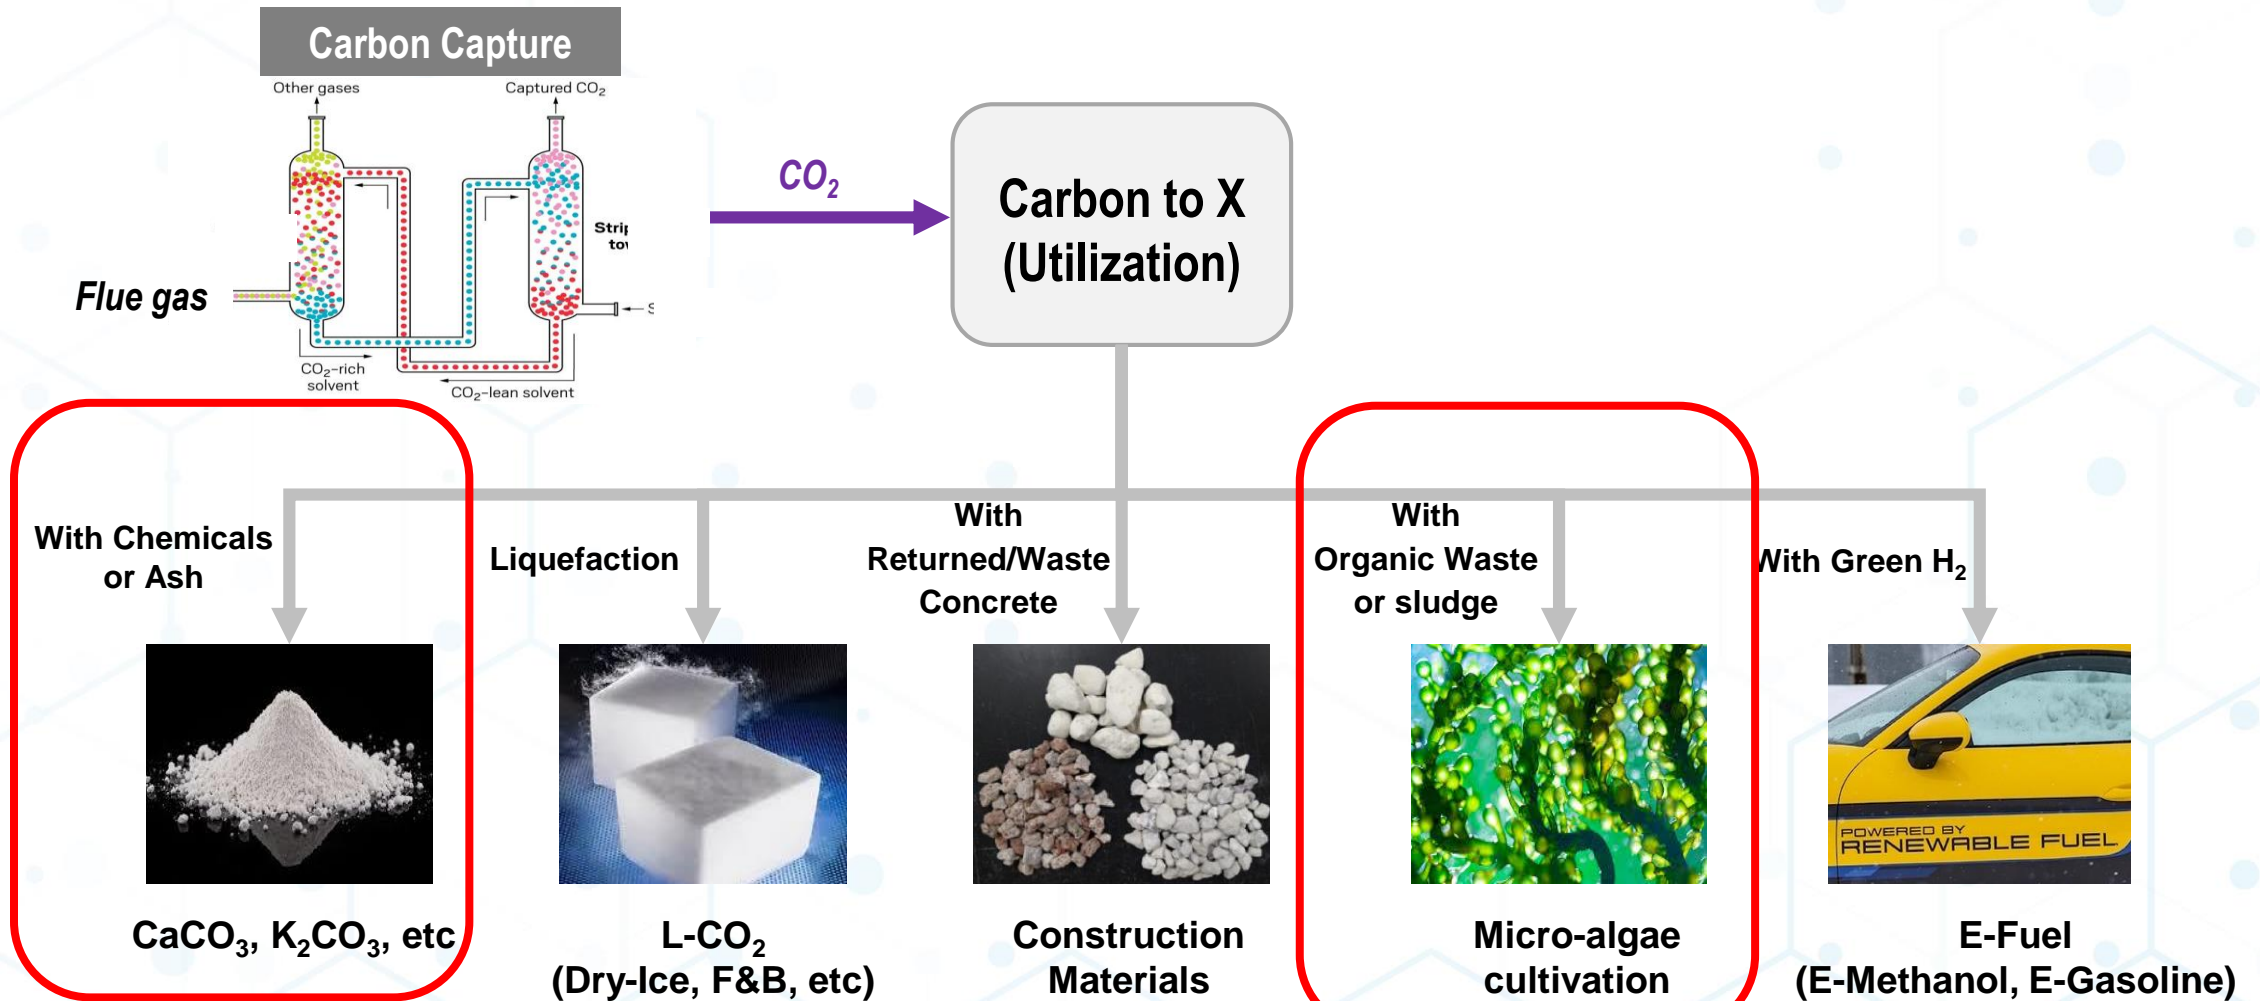 Carbon Capture
Other gases
Captured CO₂
CO₂
Carbon to X
(Utilization)
Flue gas
CO₂-rich
solvent
CO₂-lean solvent
With Chemicals
or Ash
Liquefaction
With
Returned/Waste
Concrete
With
Organic Waste
or sludge
With Green H₂
POWERED BY
RENEWABLE FUEL
CaCO₃, K₂CO₃, etc
L-CO₂
(Dry-Ice, F&B, etc)
Construction
Materials
Micro-algae
cultivation
E-Fuel
(E-Methanol, E-Gasoline)